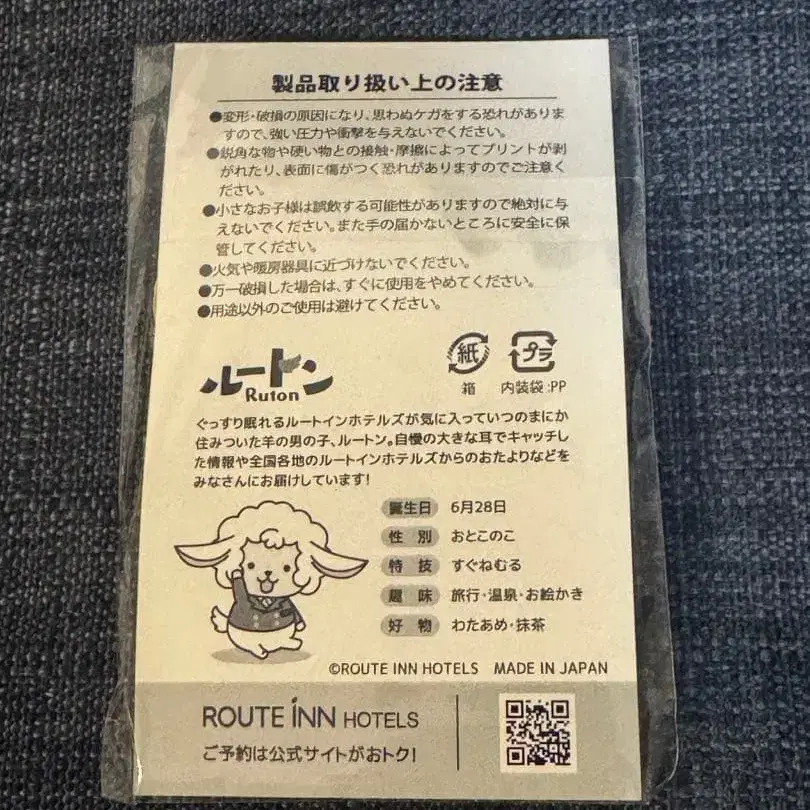 製品取り扱い上の注意
●変形・破損の原因になり、思わぬケガをする恐れがありま
すので、強い圧力や衝撃を与えないでください。
●鋭角な物や硬い物との接触・摩擦によってプリントが剥
がれたり、表面に傷がつく恐れがありますのでご注意く
ださい。
●小さなお子様は誤飲する可能性がありますので絶対に与
えないでください。また手の届かないところに安全に保
管してください。
●火気や暖房器具に近づけないでください。
●万一破損した場合は、すぐに使用をやめてください。
●用途以外のご使用は避けてください。
ルートン
Ruton
紙 プラ
箱 内装袋:PP
ぐっすり眠れるルートインホテルズが気に入っていつのまにか
住みついた羊の男の子、ルートン。自慢の大きな耳でキャッチし
た情報や全国各地のルートインホテルズからのおたよりなどを
みなさんにお届けしています!
誕生日 6月28日
性別 おとこのこ
特技 すぐねむる
趣味 旅行・温泉・お絵かき
好物 わたあめ・抹茶
©ROUTE INN HOTELS MADE IN JAPAN
ROUTE INN HOTELS
ご予約は公式サイトがおトク!